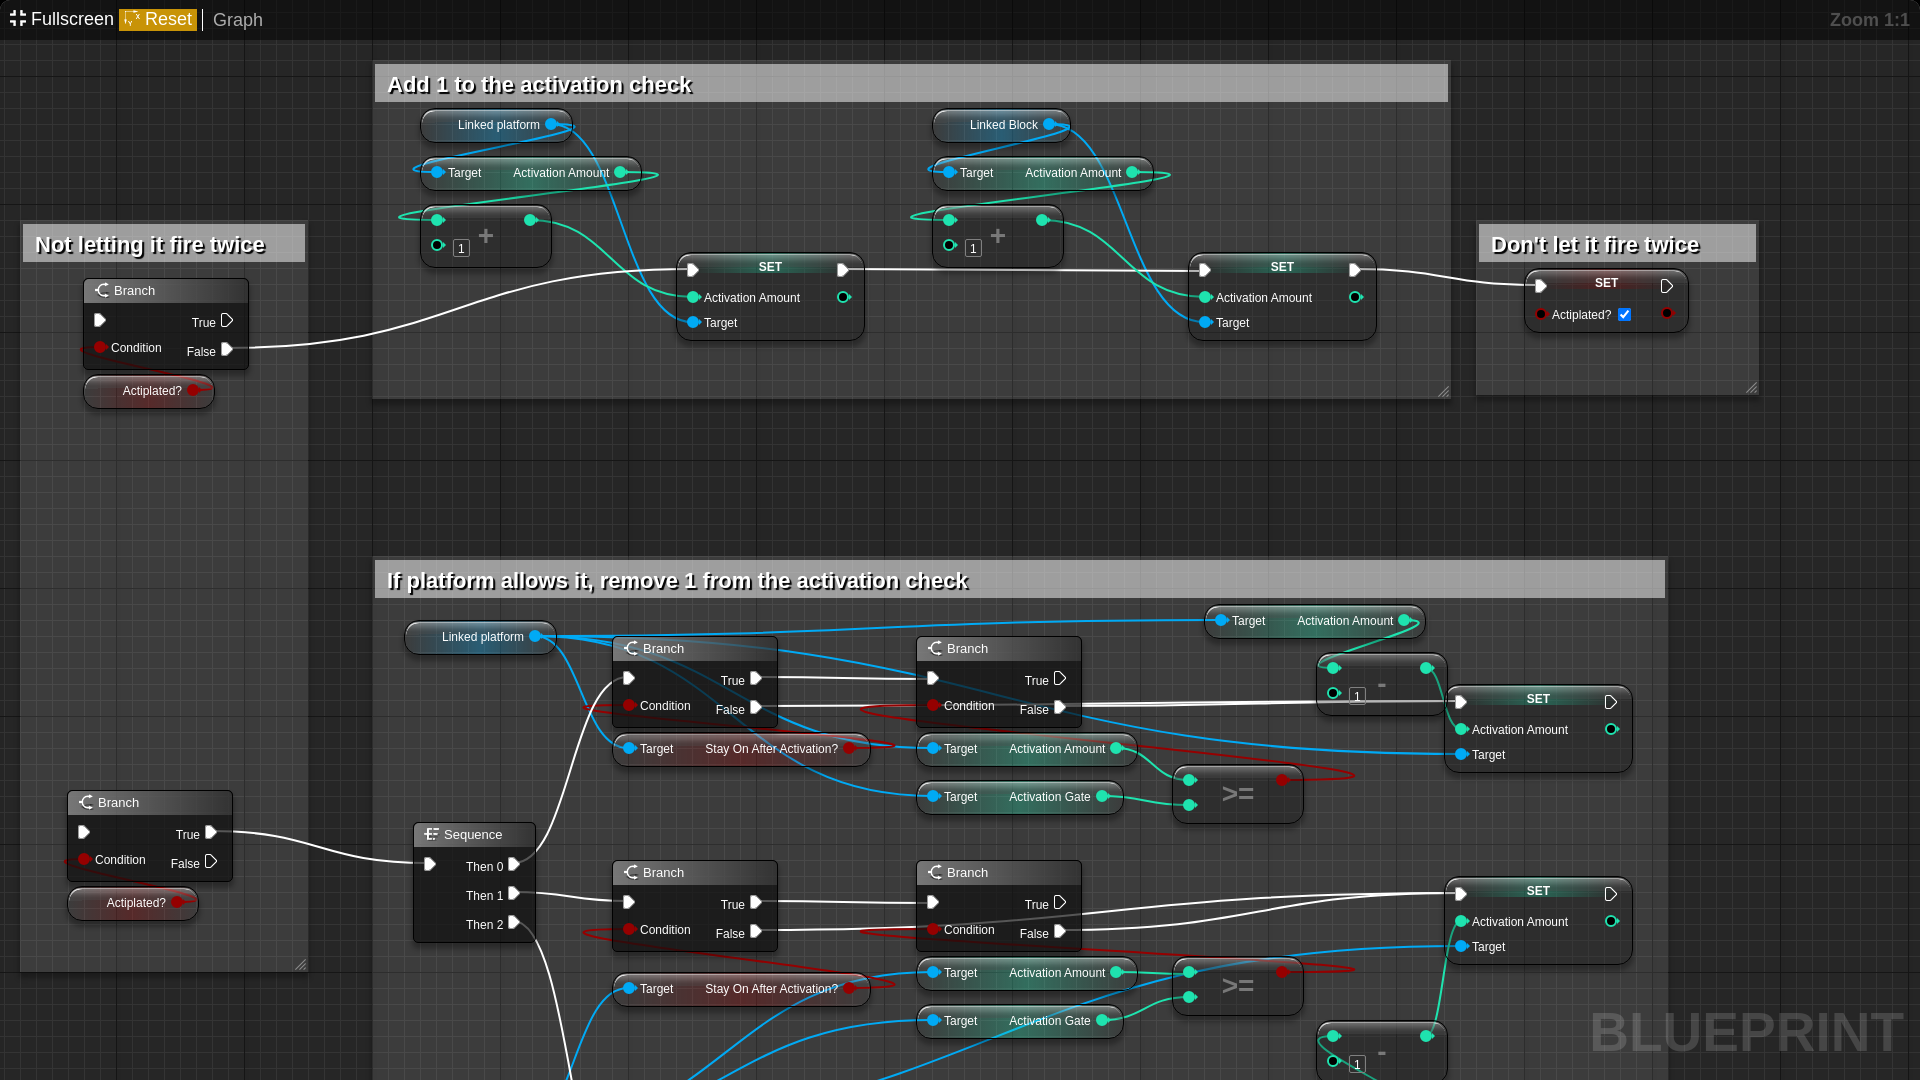 Fullscreen Reset Graph Zoom 1:1
Add 1 to the activation check
Linked platform
Target Activation Amount
+
1
SET
Activation Amount
Target
Linked Block
Target Activation Amount
+
1
SET
Activation Amount
Target
Not letting it fire twice
Branch
True
Condition False
Actiplated?
Don't let it fire twice
SET
Actiplated?
If platform allows it, remove 1 from the activation check
Linked platform
Branch
True
Condition False
Target Stay On After Activation?
Branch
True
Condition False
Target Activation Amount
Target Activation Gate
>=
Target Activation Amount
-
1
SET
Activation Amount
Target
Branch
True
Condition False
Actiplated?
Sequence
Then 0
Then 1
Then 2
Branch
True
Condition False
Target Stay On After Activation?
Branch
True
Condition False
Target Activation Amount
Target Activation Gate
>=
SET
Activation Amount
Target
-
1
BLUEPRINT